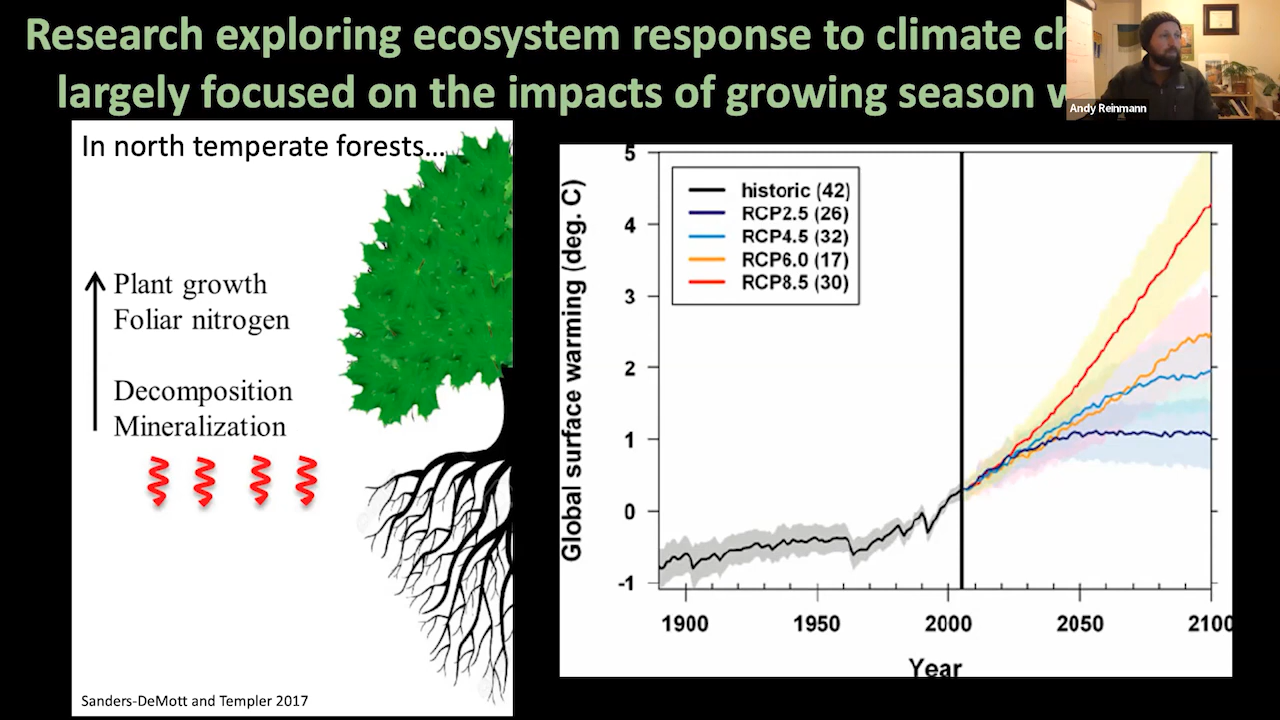 Research exploring ecosystem response to climate ch
largely focused on the impacts of growing season w
Andy Reinmann
In north temperate forests...
Plant growth
Foliar nitrogen
Decomposition
Mineralization
Sanders-DeMott and Templer 2017
Global surface warming (deg. C)
5
4
3
2
1
0
-1
historic (42)
RCP2.5 (26)
RCP4.5 (32)
RCP6.0 (17)
RCP8.5 (30)
1900
1950
2000
2050
2100
Year